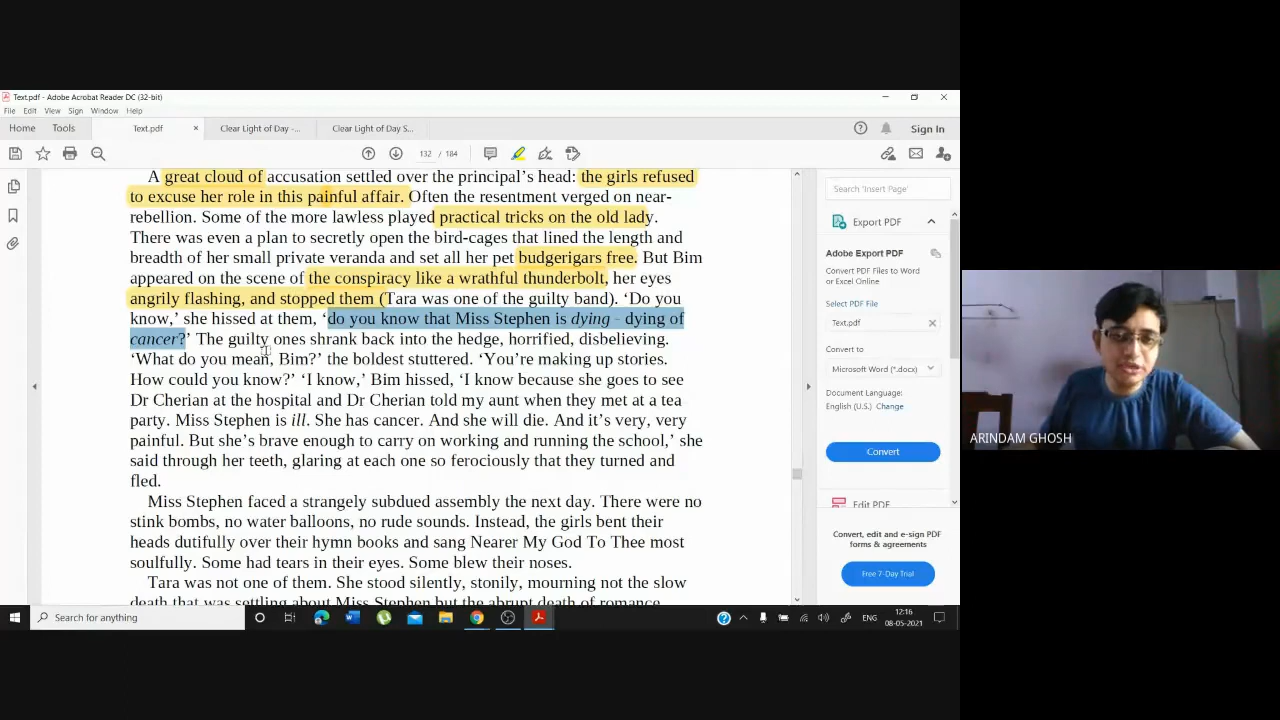 Text.pdf - Adobe Acrobat Reader DC (32-bit)
File Edit View Sign Window Help
Home Tools Text.pdf × Clear Light of Day -... Clear Light of Day S... Sign In
132 / 184
A great cloud of accusation settled over the principal’s head: the girls refused
to excuse her role in this painful affair. Often the resentment verged on near-
rebellion. Some of the more lawless played practical tricks on the old lady.
There was even a plan to secretly open the bird-cages that lined the length and
breadth of her small private veranda and set all her pet budgerigars free. But Bim
appeared on the scene of the conspiracy like a wrathful thunderbolt, her eyes
angrily flashing, and stopped them (Tara was one of the guilty band). ‘Do you
know,’ she hissed at them, ‘do you know that Miss Stephen is dying - dying of
cancer?’ The guilty ones shrank back into the hedge, horrified, disbelieving.
‘What do you mean, Bim?’ the boldest stuttered. ‘You’re making up stories.
How could you know?’ ‘I know,’ Bim hissed, ‘I know because she goes to see
Dr Cherian at the hospital and Dr Cherian told my aunt when they met at a tea
party. Miss Stephen is ill. She has cancer. And she will die. And it’s very, very
painful. But she’s brave enough to carry on working and running the school,’ she
said through her teeth, glaring at each one so ferociously that they turned and
fled.
Miss Stephen faced a strangely subdued assembly the next day. There were no
stink bombs, no water balloons, no rude sounds. Instead, the girls bent their
heads dutifully over their hymn books and sang Nearer My God To Thee most
soulfully. Some had tears in their eyes. Some blew their noses.
Tara was not one of them. She stood silently, stonily, mourning not the slow
death that was settling about Miss Stephen but the abrupt death of romance
Search 'Insert Page'
Export PDF
Adobe Export PDF
Convert PDF Files to Word
or Excel Online
Select PDF File
Text.pdf
Convert to
Microsoft Word (*.docx)
Document Language:
English (U.S.) Change
Convert
Edit PDF
Convert, edit and e-sign PDF
forms & agreements
Free 7-Day Trial
ARINDAM GHOSH
Search for anything
ENG
12:16
08-05-2021